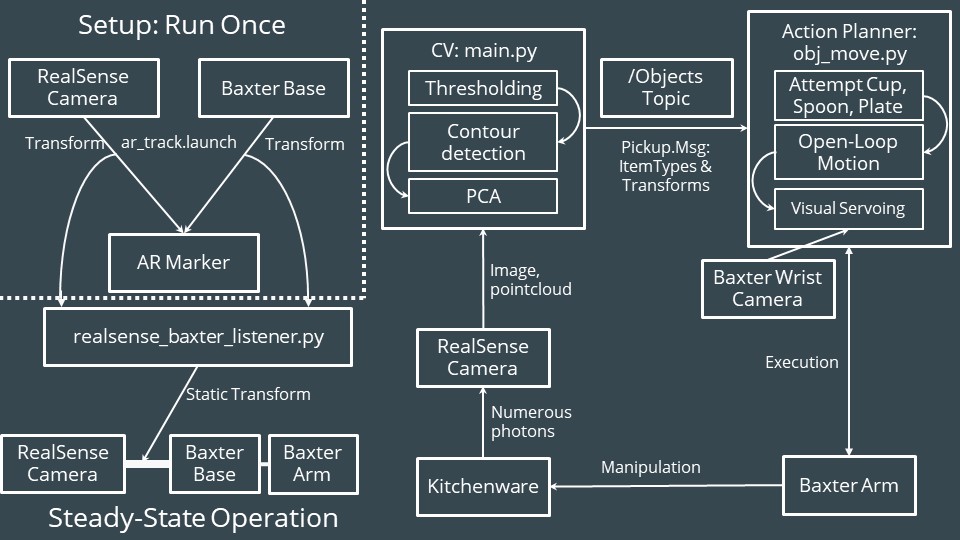 Setup: Run Once
RealSense
Camera
Baxter Base
Transform
ar_track.launch
Transform
AR Marker
realsense_baxter_listener.py
Static Transform
RealSense
Camera
Baxter
Base
Baxter
Arm
Steady-State Operation
CV: main.py
Thresholding
Contour
detection
PCA
/Objects
Topic
Pickup.Msg:
ItemTypes &
Transforms
Action Planner:
obj_move.py
Attempt Cup,
Spoon, Plate
Open-Loop
Motion
Visual Servoing
Baxter Wrist
Camera
Image,
pointcloud
RealSense
Camera
Execution
Numerous
photons
Kitchenware
Manipulation
Baxter Arm